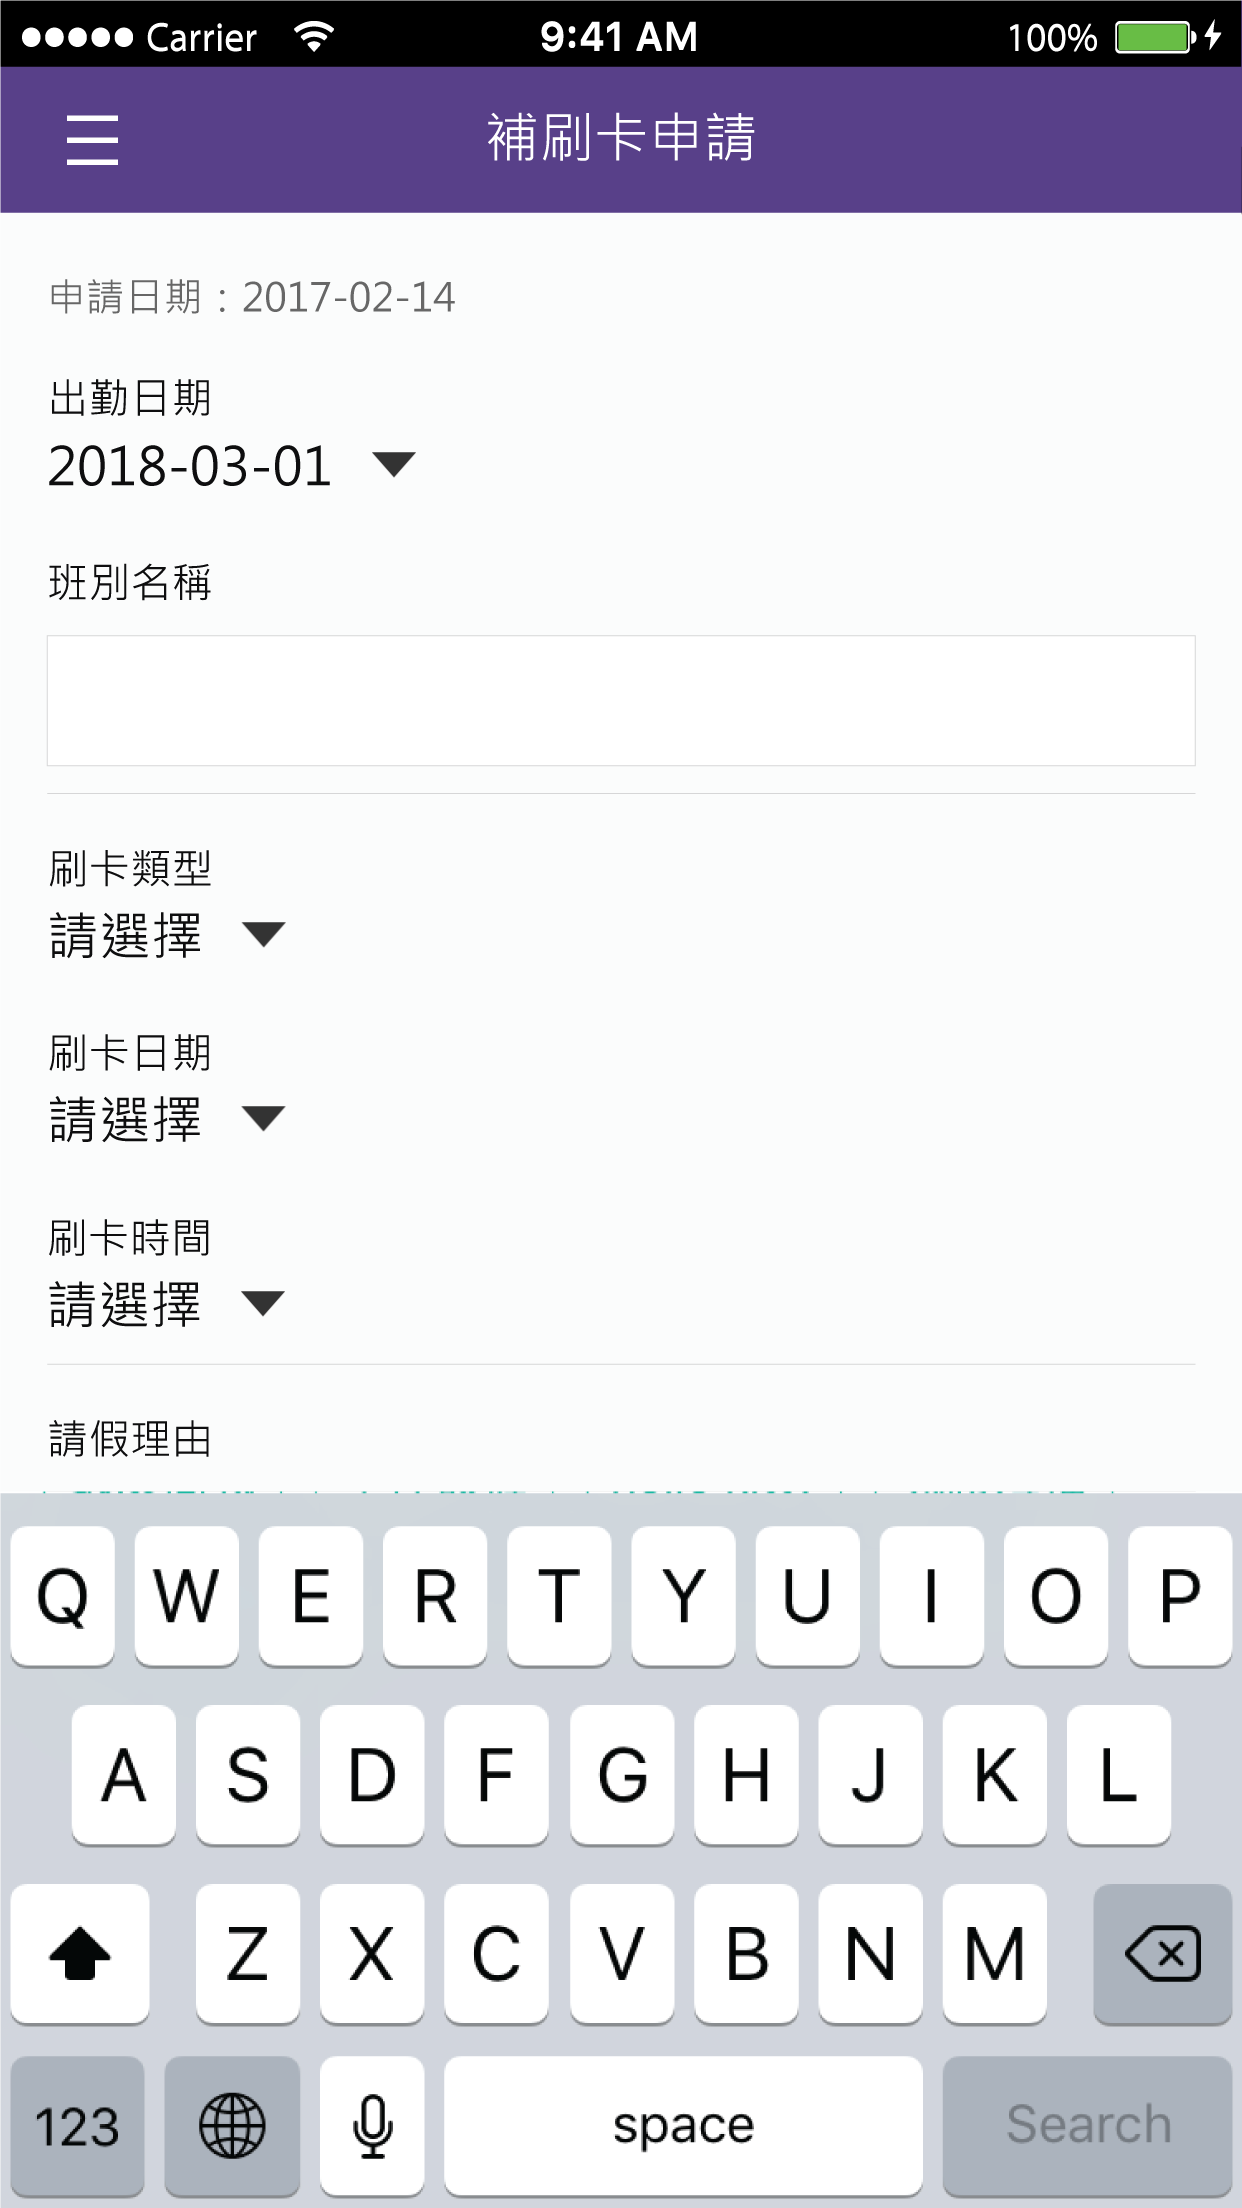 Carrier 9:41 AM 100%
補刷卡申請
申請日期：2017-02-14
出勤日期
2018-03-01
班別名稱
刷卡類型
請選擇
刷卡日期
請選擇
刷卡時間
請選擇
請假理由
Q W E R T Y U I O P
A S D F G H J K L
Z X C V B N M
123 space Search